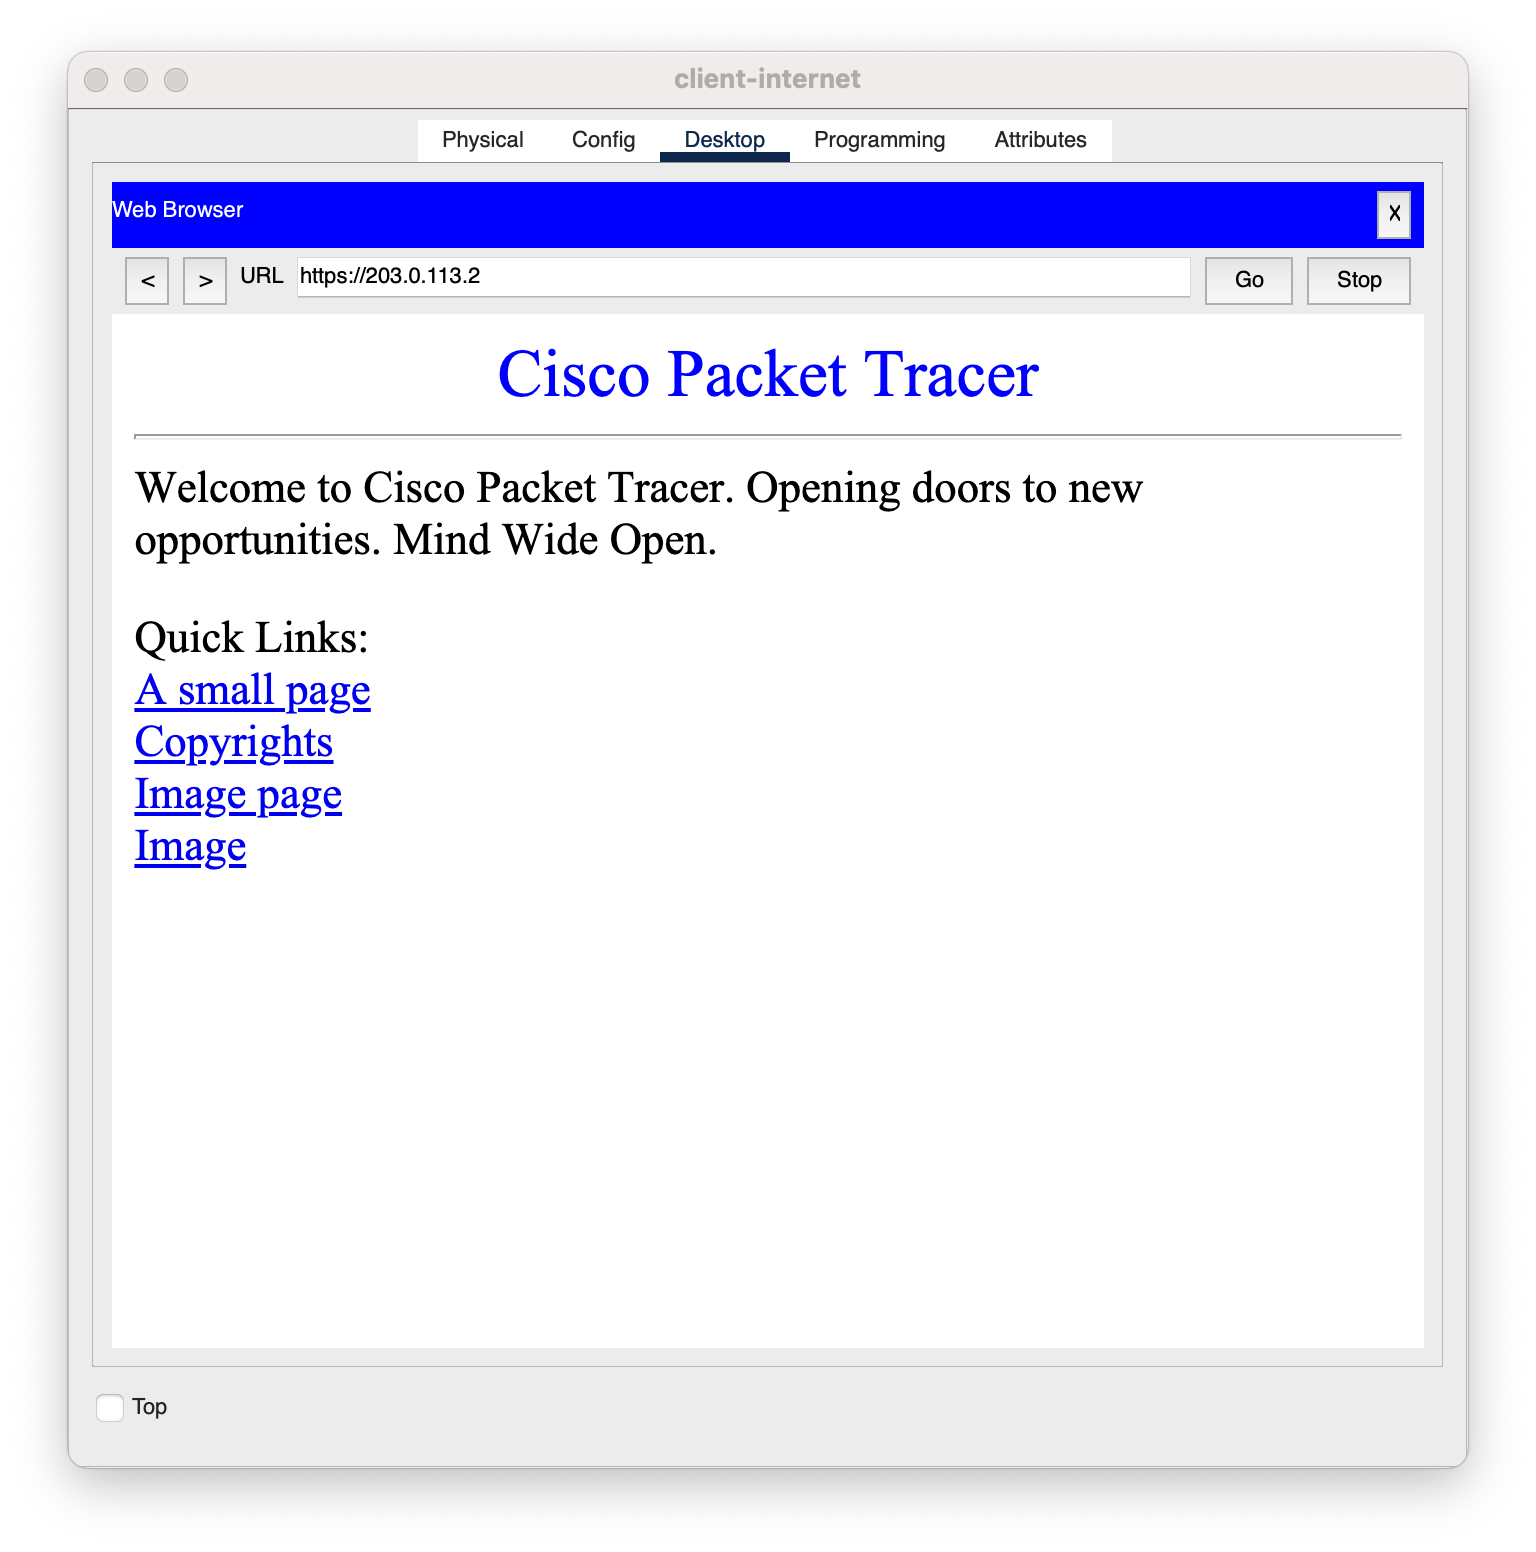 client-internet
Physical Config Desktop Programming Attributes
Web Browser X
< > URL https://203.0.113.2 Go Stop
Cisco Packet Tracer
Welcome to Cisco Packet Tracer. Opening doors to new
opportunities. Mind Wide Open.
Quick Links:
A small page
Copyrights
Image page
Image
Top